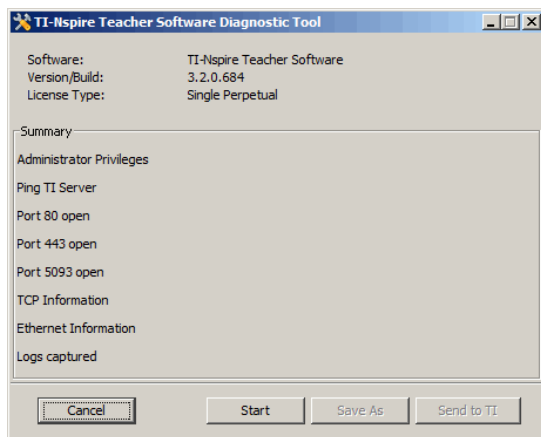 TI-Nspire Teacher Software Diagnostic Tool
Software: TI-Nspire Teacher Software
Version/Build: 3.2.0.684
License Type: Single Perpetual
Summary
Administrator Privileges
Ping TI Server
Port 80 open
Port 443 open
Port 5093 open
TCP Information
Ethernet Information
Logs captured
Cancel Start Save As Send to TI